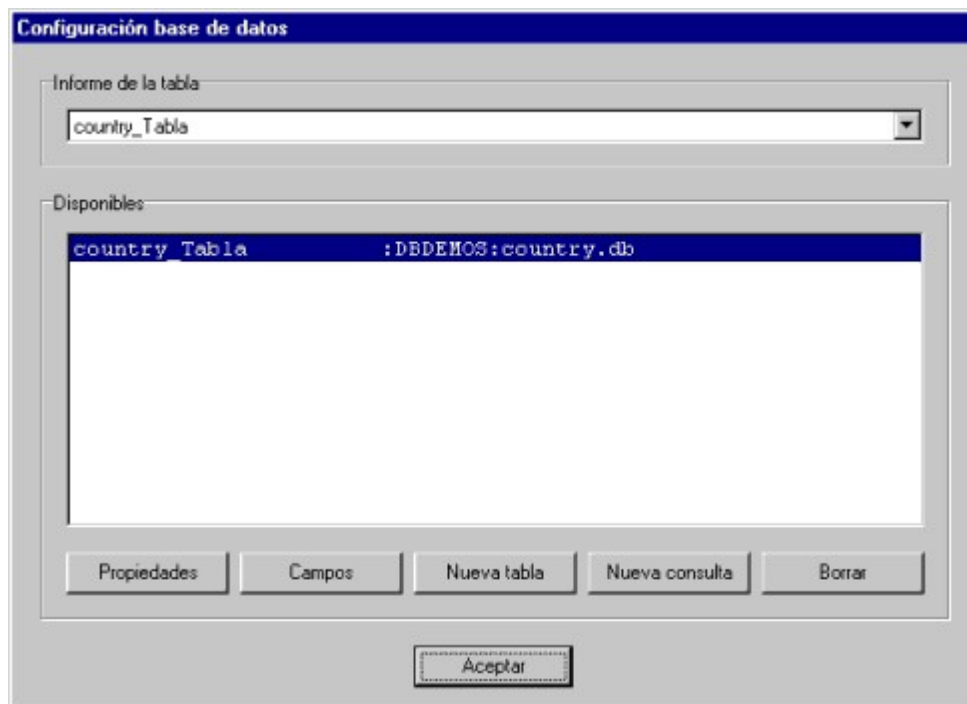 Configuración base de datos
Informe de la tabla
country_Tabla
Disponibles
country_Tabla :DBDEMOS:country.db
Propiedades Campos Nueva tabla Nueva consulta Borrar
Aceptar